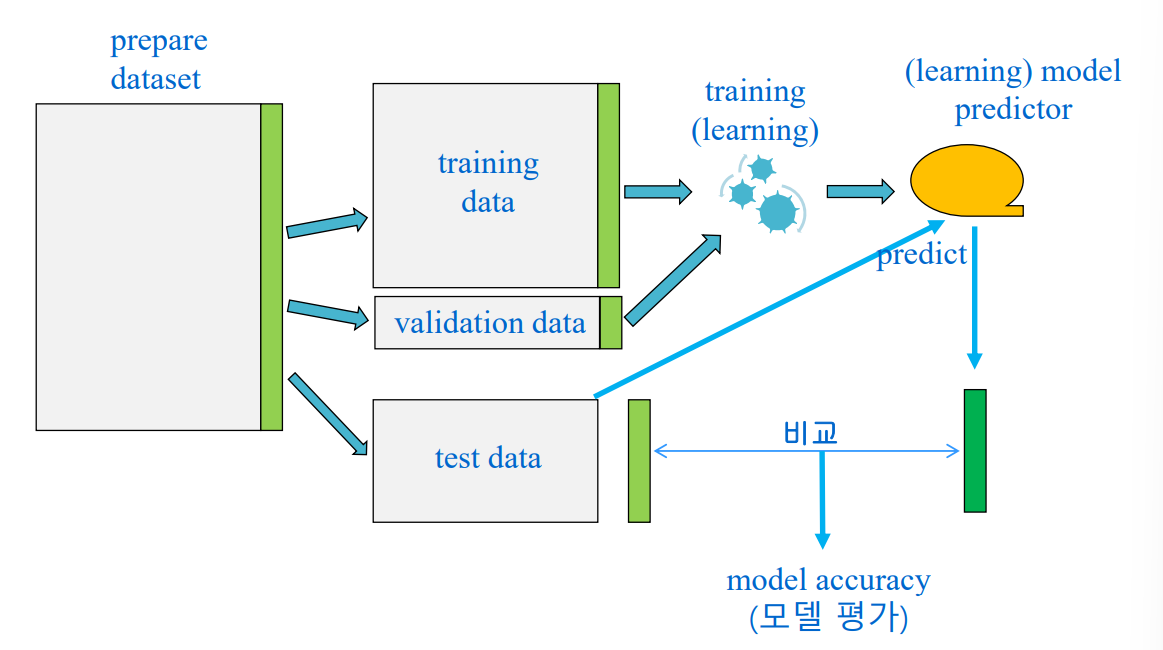 prepare
dataset
training
data
validation data
test data
training
(learning)
(learning) model
predictor
predict
비교
model accuracy
(모델 평가)